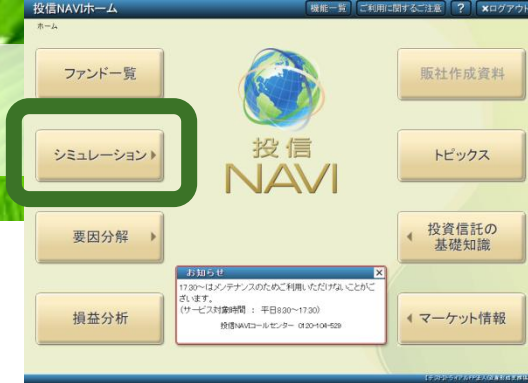 投信NAVIホーム
機能一覧
ご利用に関するご注意
?
×ログアウト
ホーム
ファンド一覧
販社作成資料
シミュレーション
投信
NAVI
トピックス
要因分解
投資信託の
基礎知識
お知らせ
×
17:30～はメンテナンスのためご利用いただけないことがご
ざいます。
(サービス対象時間 : 平日8:30～17:30)
投信NAVIコールセンター 0120-104-529
損益分析
マーケット情報